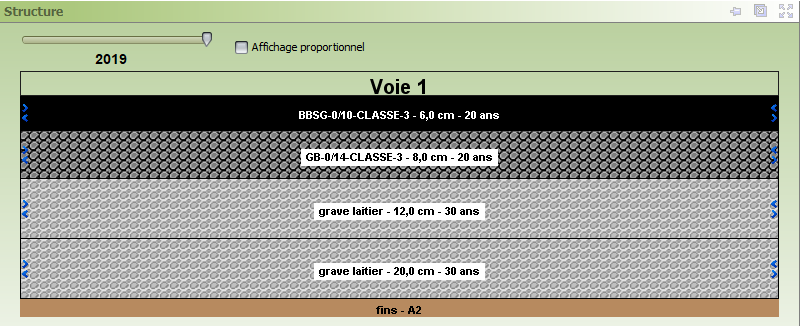 Structure
2019
Affichage proportionnel
Voie 1
BBSG-0/10-CLASSE-3 - 6,0 cm - 20 ans
GB-0/14-CLASSE-3 - 8,0 cm - 20 ans
grave laitier - 12,0 cm - 30 ans
grave laitier - 20,0 cm - 30 ans
fins - A2